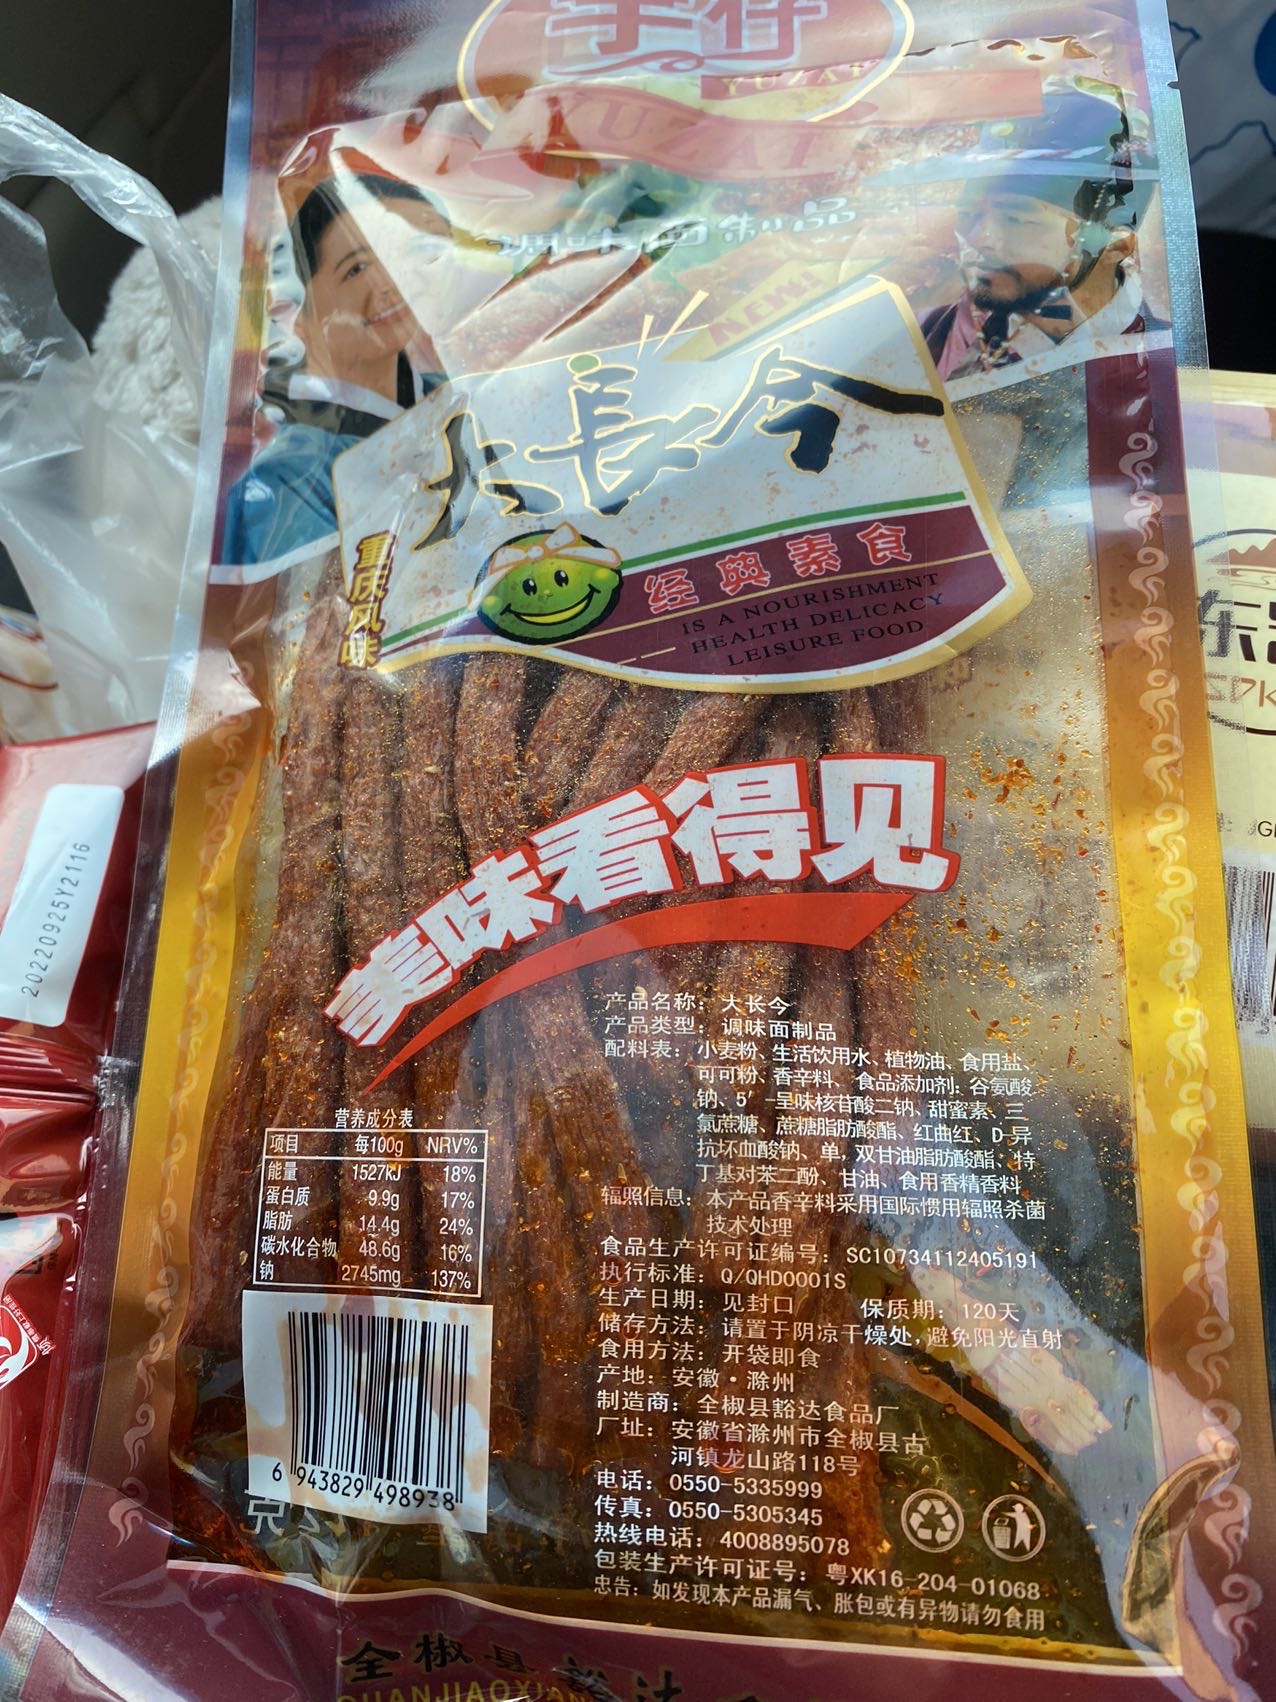 宇仔
YUZAI
YUZAI
调味面制品
NEW!
大長今
重庆风味
经典素食
IS A NOURISHMENT
HEALTH DELICACY
LEISURE FOOD
美味看得见
20220925Y2116
产品名称：大长今
产品类型：调味面制品
配料表：小麦粉、生活饮用水、植物油、食用盐、
可可粉、香辛料、食品添加剂：谷氨酸
钠、5′-呈味核苷酸二钠、甜蜜素、三
氯蔗糖、蔗糖脂肪酸酯、红曲红、D-异
抗坏血酸钠、单，双甘油脂肪酸酯、特
丁基对苯二酚、甘油、食用香精香料
辐照信息：本产品香辛料采用国际惯用辐照杀菌
技术处理
食品生产许可证编号：SC10734112405191
执行标准：Q/QHD0001S
生产日期：见封口 保质期：120天
储存方法：请置于阴凉干燥处，避免阳光直射
食用方法：开袋即食
产地：安徽·滁州
制造商：全椒县豁达食品厂
厂址：安徽省滁州市全椒县古
河镇龙山路118号
电话：0550-5335999
传真：0550-5305345
热线电话：4008895078
包装生产许可证号：粤XK16-204-01068
忠告：如发现本产品漏气、胀包或有异物请勿食用
营养成分表
项目 每100g NRV%
能量 1527kJ 18%
蛋白质 9.9g 17%
脂肪 14.4g 24%
碳水化合物 48.6g 16%
钠 2745mg 137%
6 943829 498938
全椒县豁达
QUANJIAOXIAN